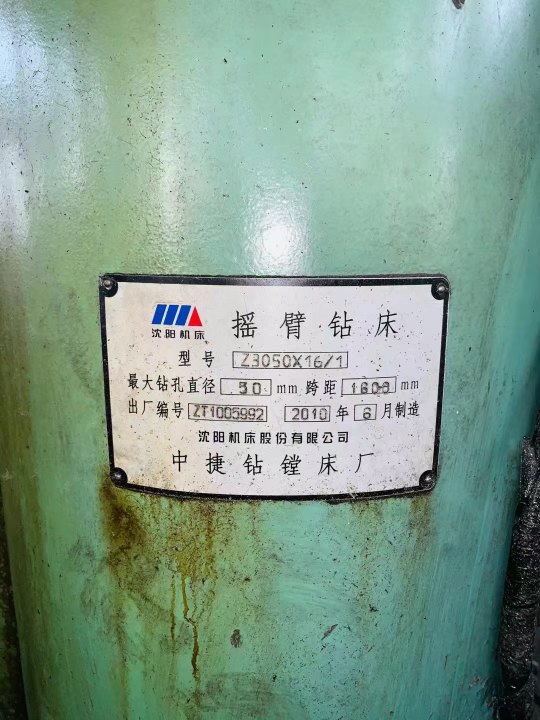 沈阳机床
摇臂钻床
型号 Z3050X16/1
最大钻孔直径 50 mm 跨距 1600 mm
出厂编号 ZT1005992 2010 年 6 月制造
沈阳机床股份有限公司
中捷钻镗床厂